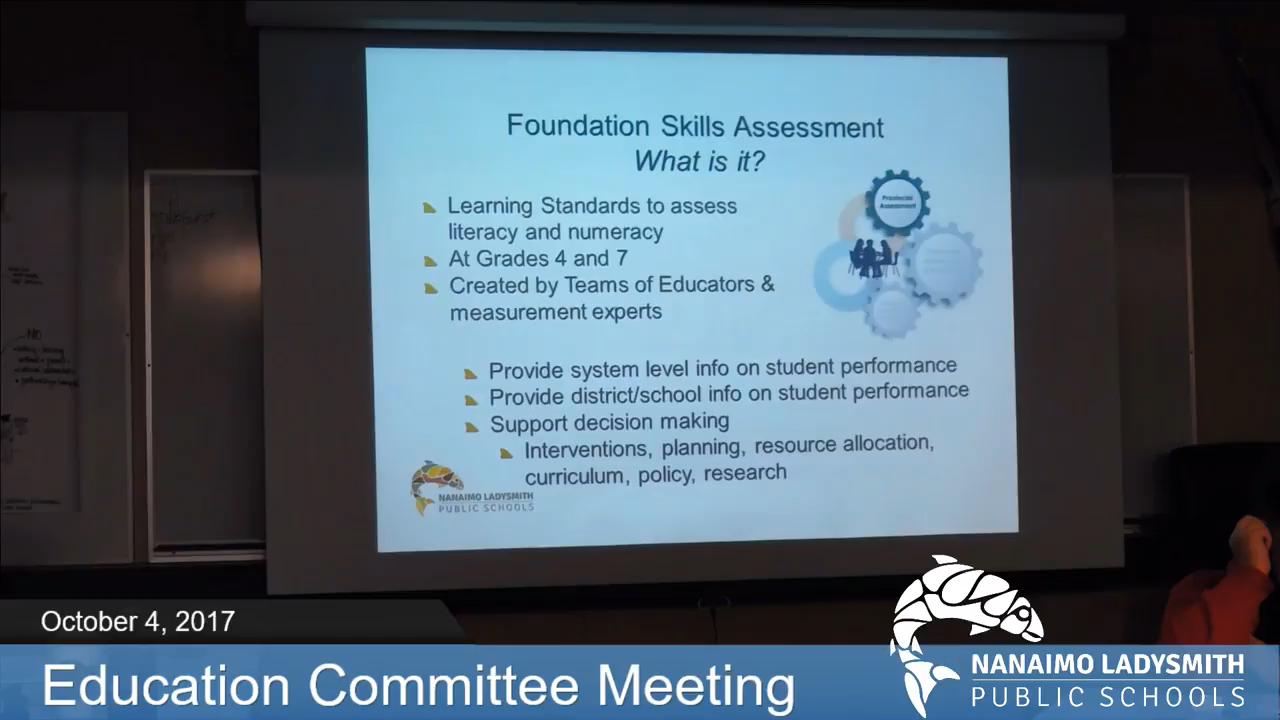 Foundation Skills Assessment
What is it?
Learning Standards to assess
literacy and numeracy
At Grades 4 and 7
Created by Teams of Educators &
measurement experts
Provincial
Assessment
Provide system level info on student performance
Provide district/school info on student performance
Support decision making
Interventions, planning, resource allocation,
curriculum, policy, research
NANAIMO LADYSMITH
PUBLIC SCHOOLS
NO
October 4, 2017
Education Committee Meeting
NANAIMO LADYSMITH
PUBLIC SCHOOLS